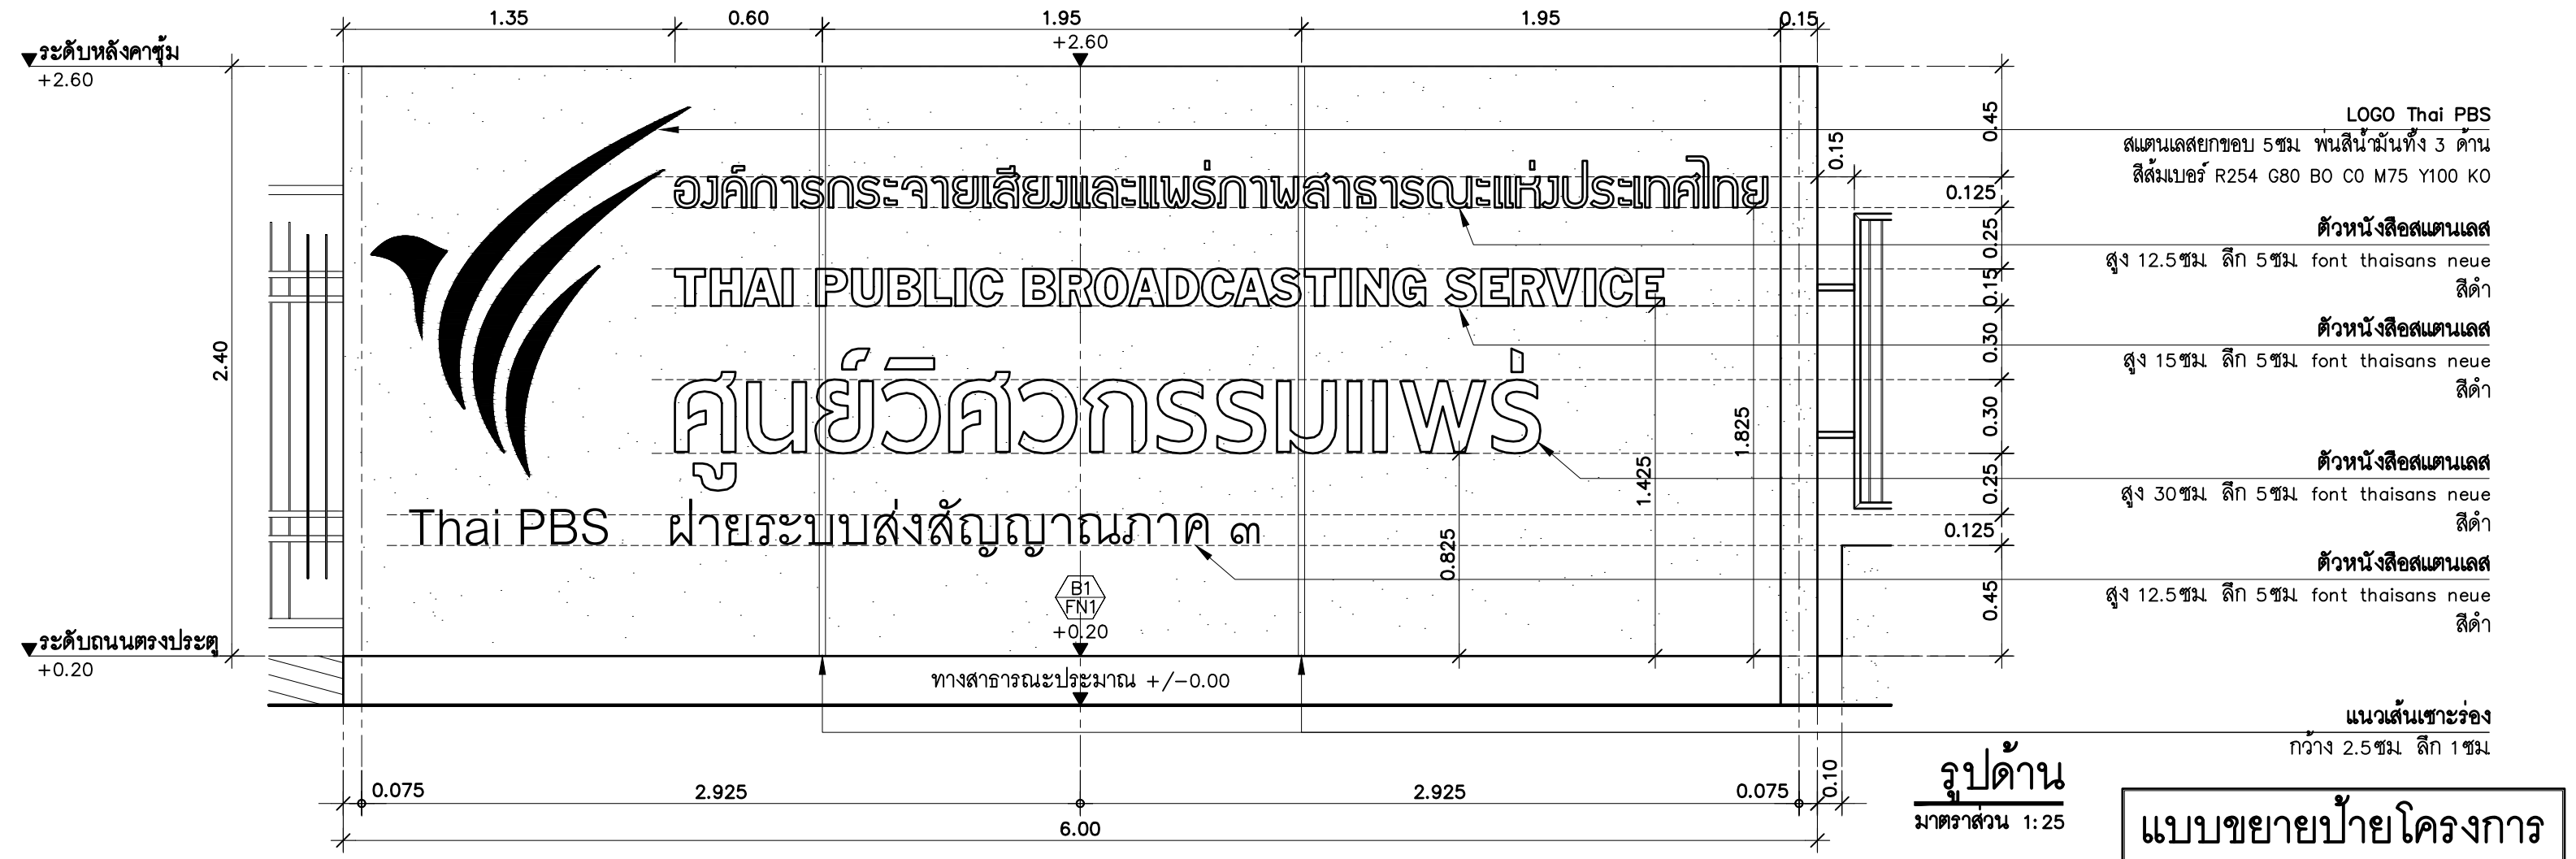 1.35 0.60 1.95 1.95 0.15
ระดับหลังคาซุ้ม
+2.60
+2.60
2.40
องค์การกระจายเสียงและแพร่ภาพสาธารณะแห่งประเทศไทย
THAI PUBLIC BROADCASTING SERVICE
ศูนย์วิศวกรรมแพร่
Thai PBS ฝ่ายระบบส่งสัญญาณภาค ๓
B1
FN1
+0.20
0.825
1.425
1.825
ระดับถนนตรงประตู
+0.20
ทางสาธารณะประมาณ +/-0.00
0.15
0.45
0.125
0.25
0.15
0.30
0.30
0.25
0.125
0.45
LOGO Thai PBS
สแตนเลสยกขอบ 5ซม. พ่นสีน้ำมันทั้ง 3 ด้าน
สีส้มเบอร์ R254 G80 B0 C0 M75 Y100 K0
ตัวหนังสือสแตนเลส
สูง 12.5ซม. ลึก 5ซม. font thaisans neue
สีดำ
ตัวหนังสือสแตนเลส
สูง 15ซม. ลึก 5ซม. font thaisans neue
สีดำ
ตัวหนังสือสแตนเลส
สูง 30ซม. ลึก 5ซม. font thaisans neue
สีดำ
ตัวหนังสือสแตนเลส
สูง 12.5ซม. ลึก 5ซม. font thaisans neue
สีดำ
แนวเส้นเซาะร่อง
กว้าง 2.5ซม. ลึก 1ซม.
0.075 2.925 2.925 0.075 0.10
6.00
รูปด้าน
มาตราส่วน 1:25
แบบขยายป้ายโครงการ